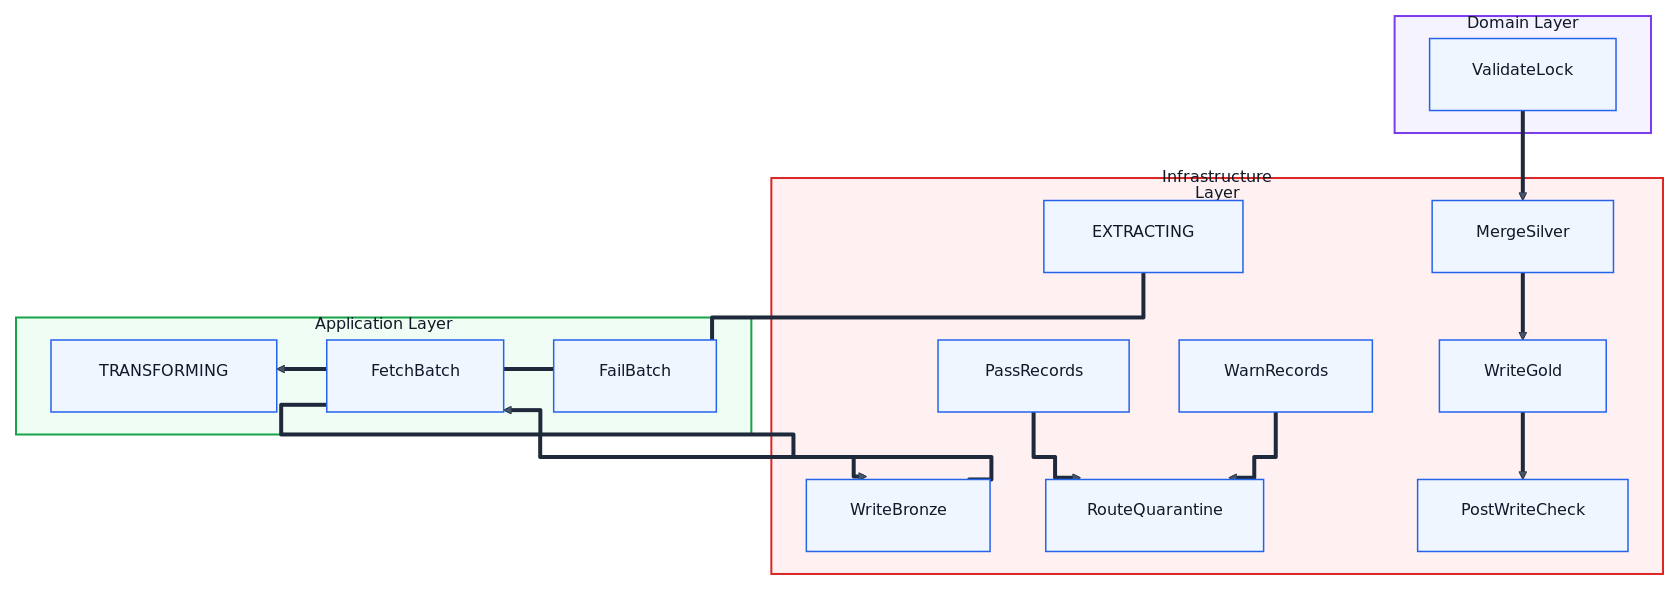 Domain Layer
ValidateLock
Infrastructure
Layer
EXTRACTING
MergeSilver
Application Layer
TRANSFORMING
FetchBatch
FailBatch
PassRecords
WarnRecords
WriteGold
WriteBronze
RouteQuarantine
PostWriteCheck